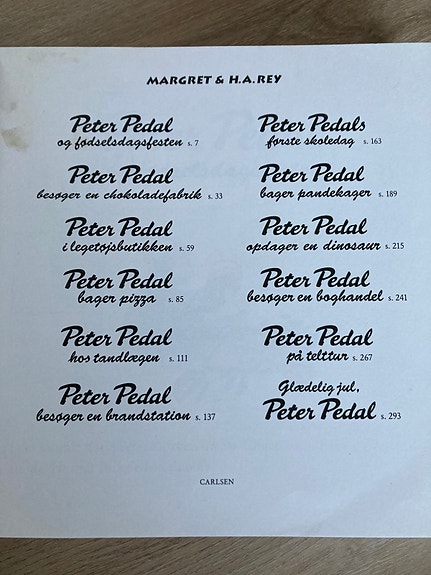 MARGRET & H.A.REY
Peter Pedal
og fødselsdagsfesten s. 7
Peter Pedal
besøger en chokoladefabrik s. 33
Peter Pedal
i legetøjsbutikken s. 59
Peter Pedal
bager pizza s. 85
Peter Pedal
hos tandlægen s. 111
Peter Pedal
besøger en brandstation s. 137
Peter Pedals
første skoledag s. 163
Peter Pedal
bager pandekager s. 189
Peter Pedal
opdager en dinosaur s. 215
Peter Pedal
besøger en boghandel s. 241
Peter Pedal
på telttur s. 267
Glædelig jul,
Peter Pedal s. 293
CARLSEN